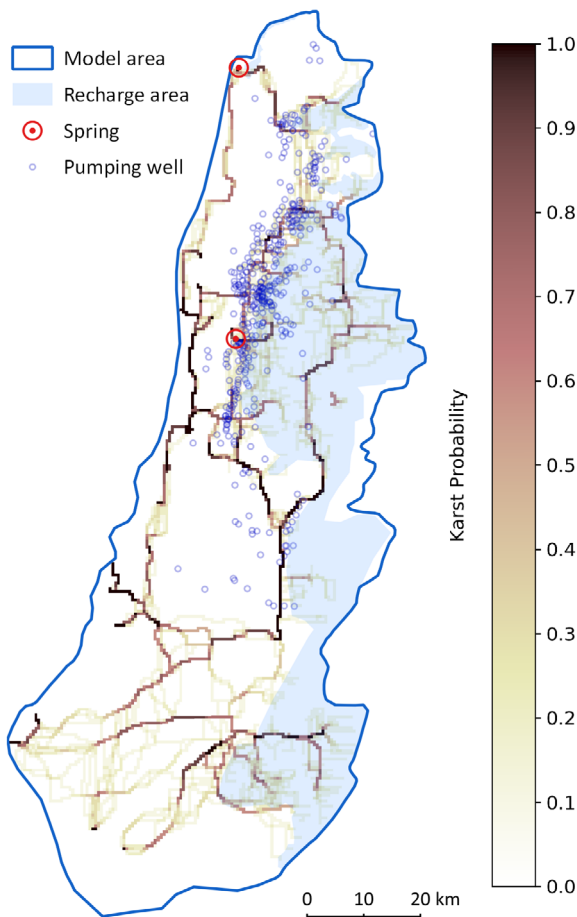 Model area
Recharge area
Spring
Pumping well
1.0
0.9
0.8
0.7
0.6
0.5
0.4
0.3
0.2
0.1
0.0
Karst Probability
0 10 20 km